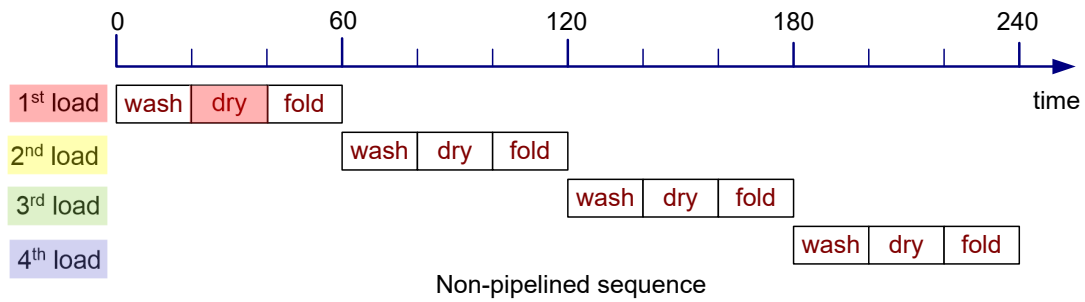 0 60 120 180 240
time
1st load wash dry fold
2nd load wash dry fold
3rd load wash dry fold
4th load wash dry fold
Non-pipelined sequence